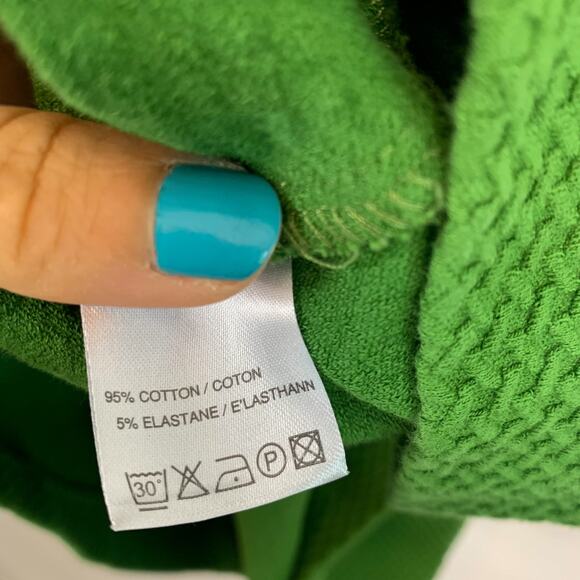 95% COTTON / COTON
5% ELASTANE / E'LASTHANN
30° P